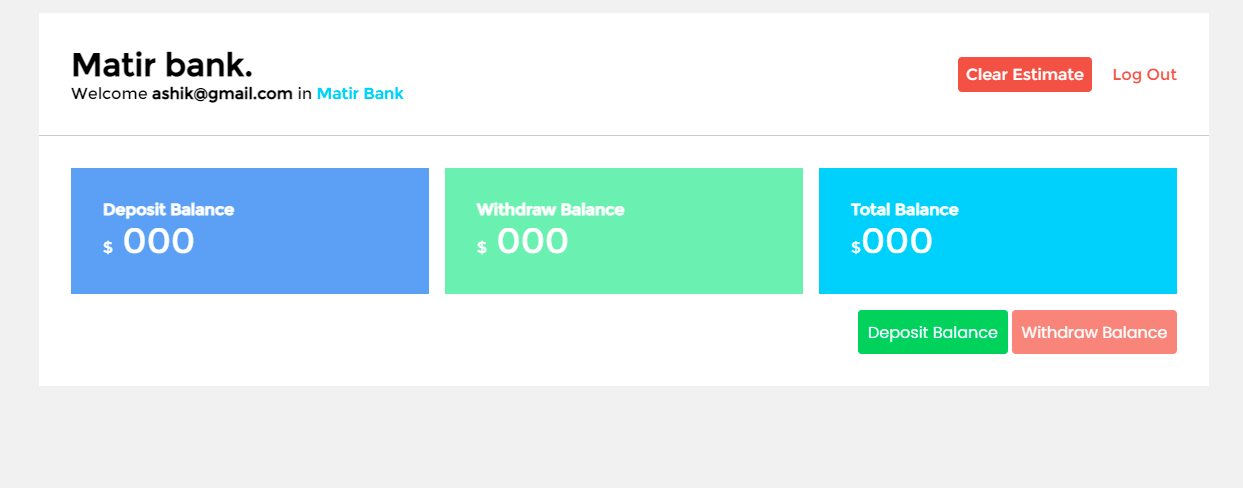 Matir bank.
Welcome ashik@gmail.com in Matir Bank
Clear Estimate
Log Out
Deposit Balance
$ 000
Withdraw Balance
$ 000
Total Balance
$000
Deposit Balance
Withdraw Balance